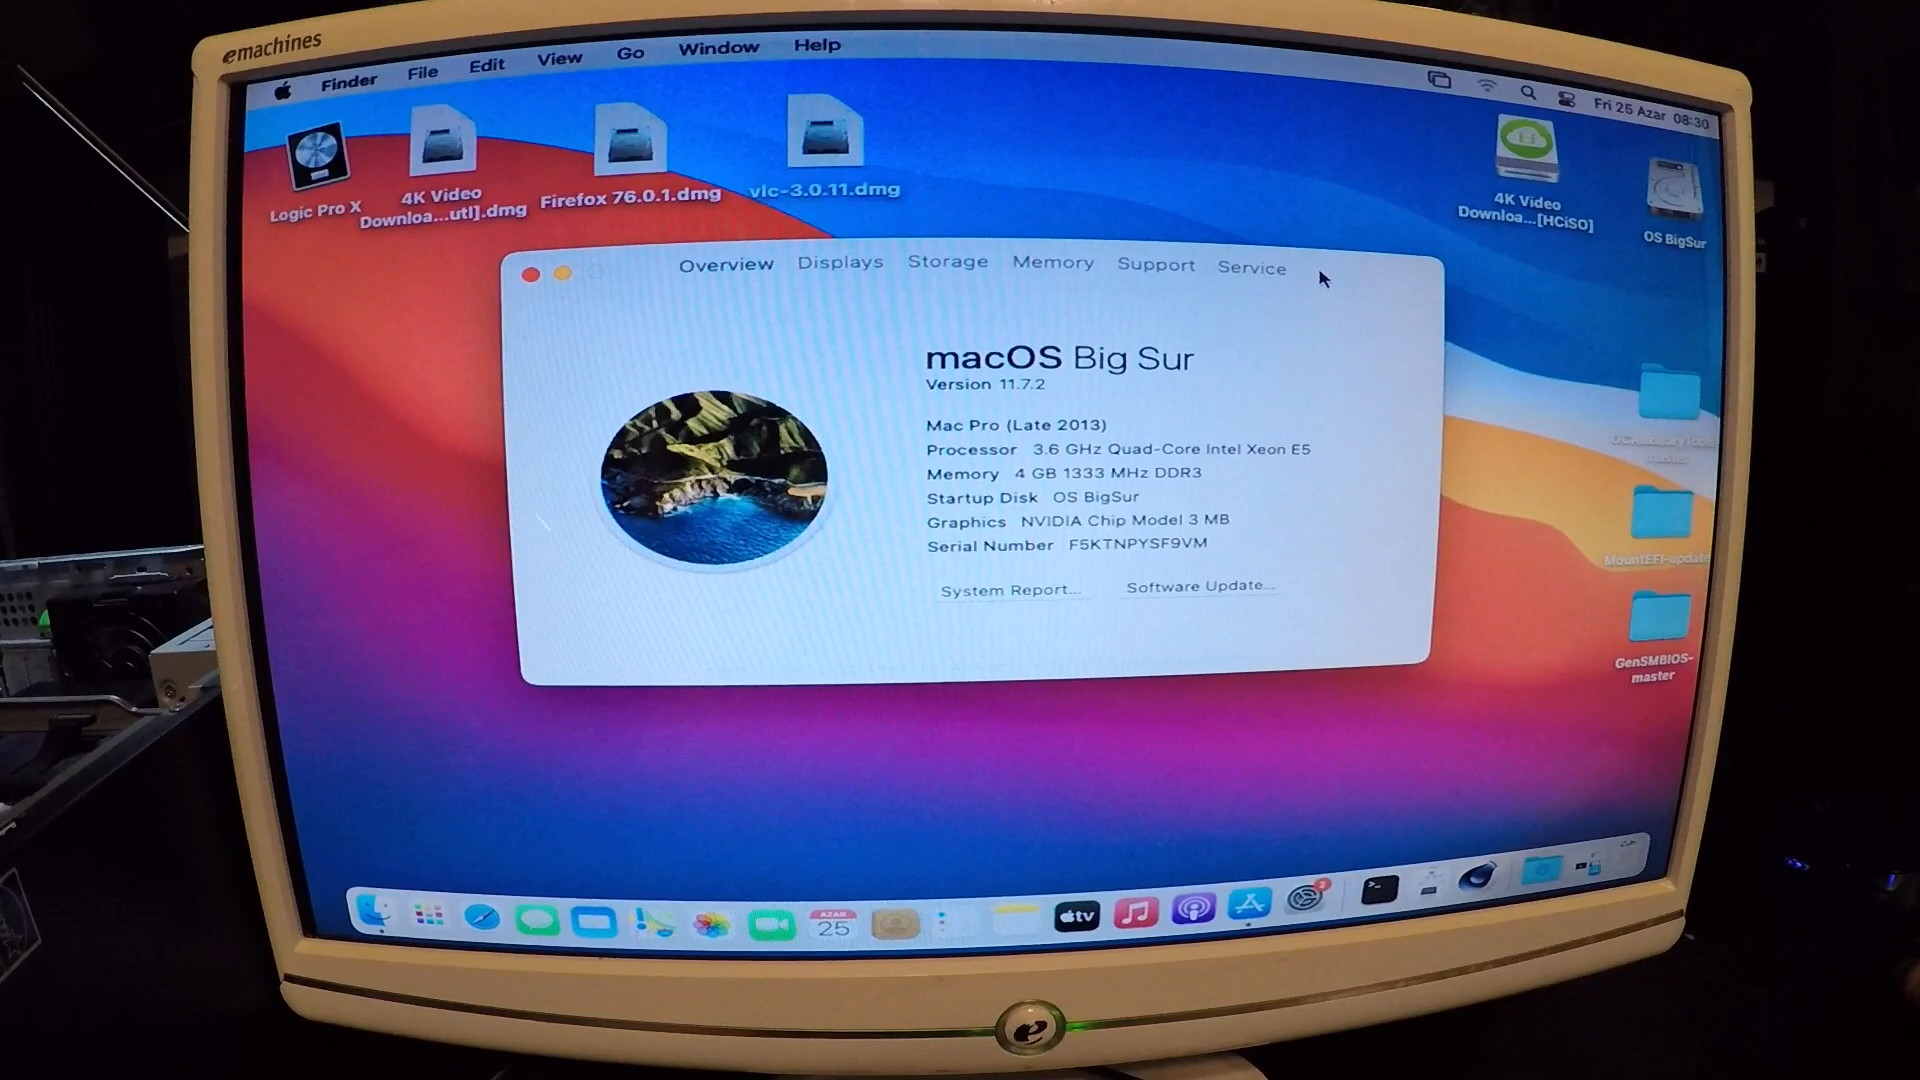 emachines
Finder File Edit View Go Window Help
Fri 25 Azar 08:30
Logic Pro X
4K Video
Downloa...utl].dmg
Firefox 76.0.1.dmg
vlc-3.0.11.dmg
4K Video
Downloa...[HCiSO]
OS BigSur
Overview Displays Storage Memory Support Service
macOS Big Sur
Version 11.7.2
Mac Pro (Late 2013)
Processor 3.6 GHz Quad-Core Intel Xeon E5
Memory 4 GB 1333 MHz DDR3
Startup Disk OS BigSur
Graphics NVIDIA Chip Model 3 MB
Serial Number F5KTNPYSF9VM
System Report...
Software Update...
MountEFI-update
GenSMBIOS-
master
AZAR
25
tv
2
e